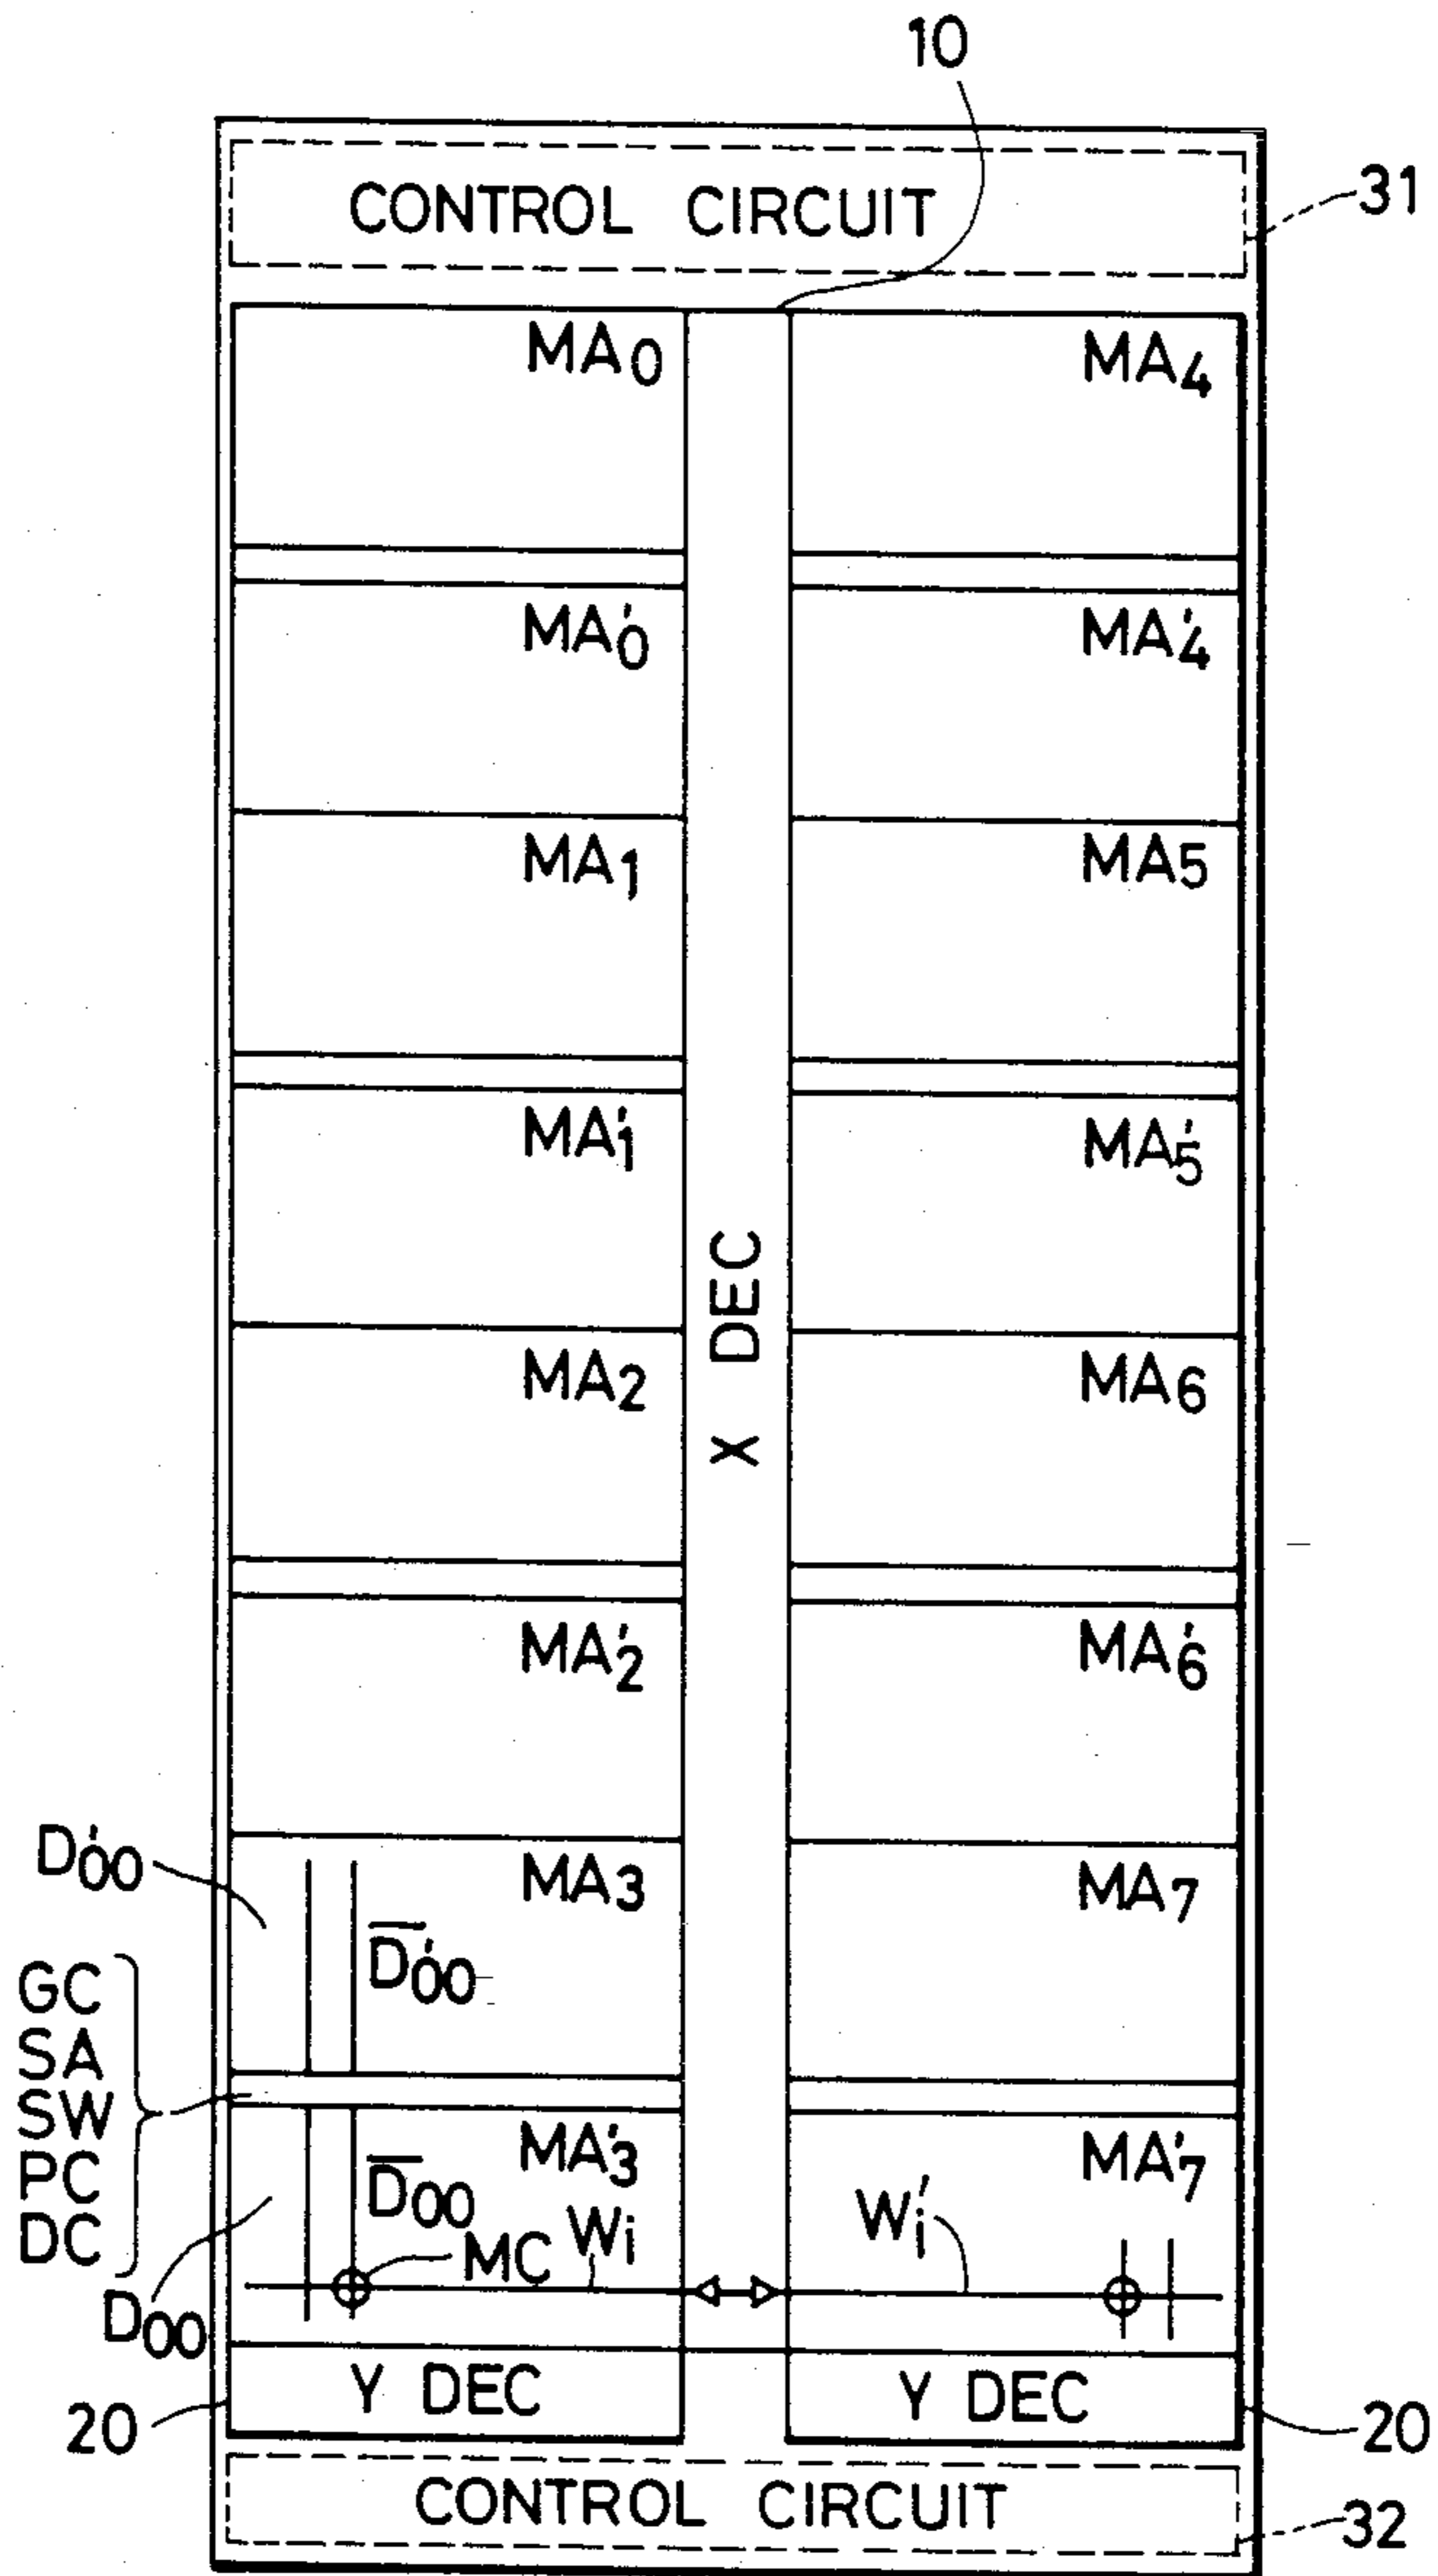 10
CONTROL CIRCUIT
31
MA0
MA4
MA'0
MA'4
MA1
MA5
MA'1
MA'5
X DEC
MA2
MA6
MA'2
MA'6
D'00
MA3
MA7
D̅'00
GC
SA
SW
PC
DC
MA'3
MA'7
D̅00
Wi
W'i
MC
D00
Y DEC
Y DEC
20
20
CONTROL CIRCUIT
32